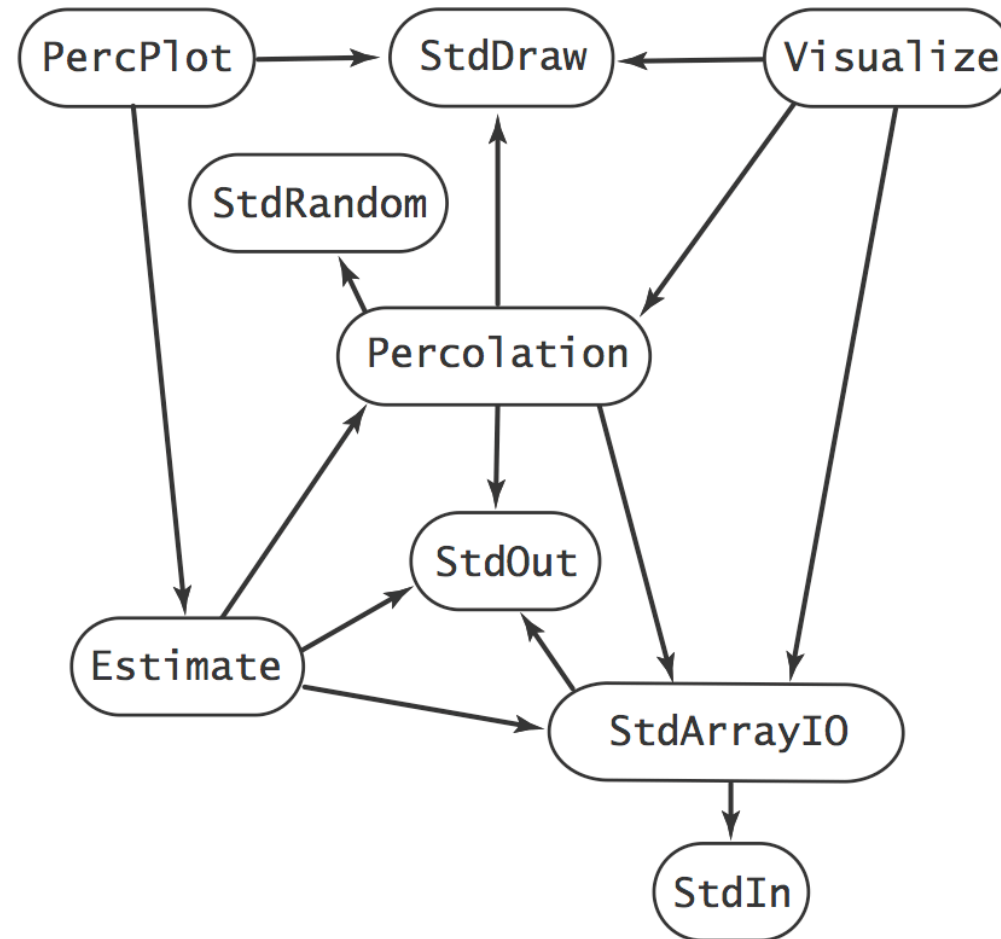 PercPlot
StdDraw
Visualize
StdRandom
Percolation
StdOut
Estimate
StdArrayIO
StdIn